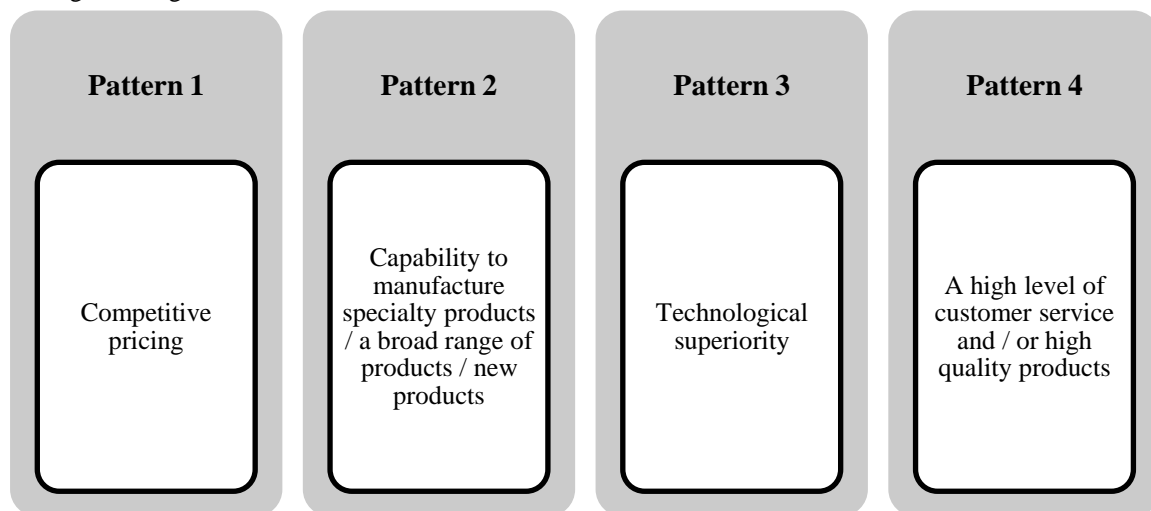 Pattern 1
Competitive
pricing
Pattern 2
Capability to
manufacture
specialty products
/ a broad range of
products / new
products
Pattern 3
Technological
superiority
Pattern 4
A high level of
customer service
and / or high
quality products